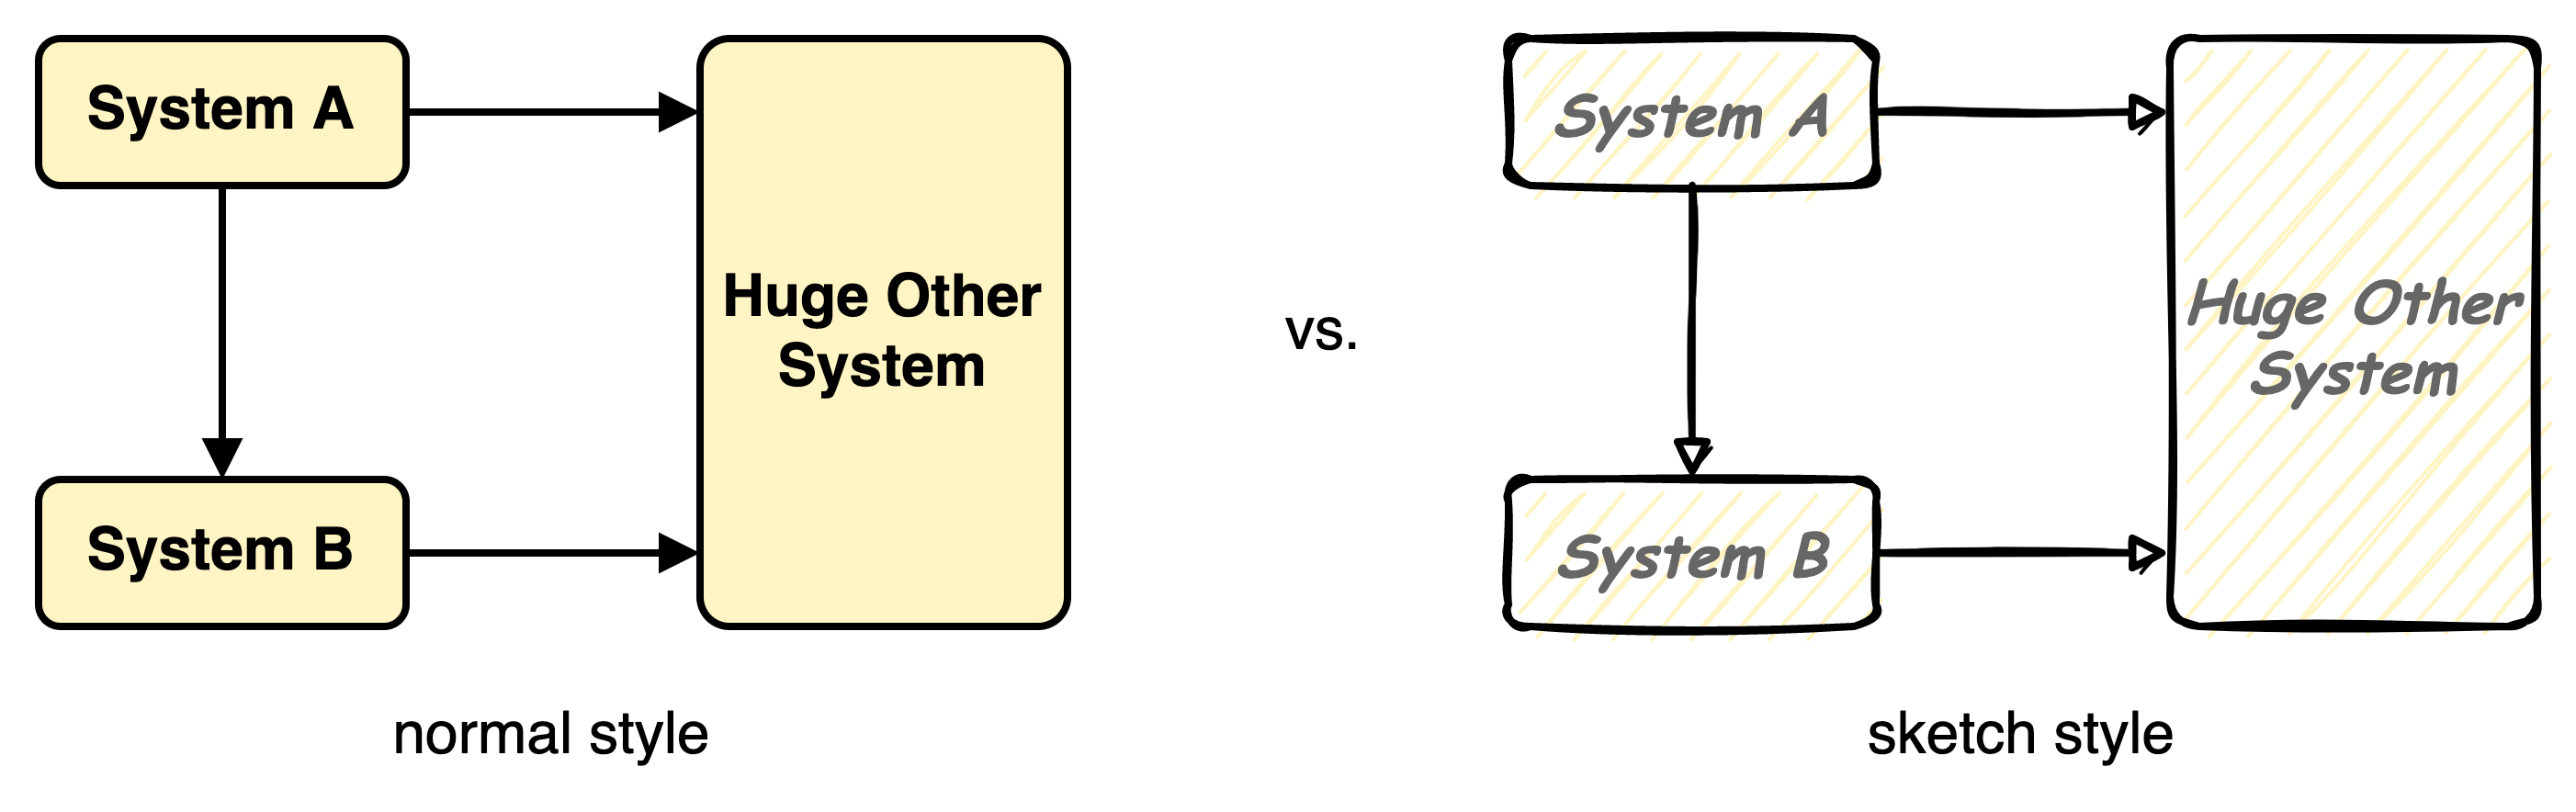 System A
Huge Other
System
System B
normal style
vs.
System A
Huge Other
System
System B
sketch style